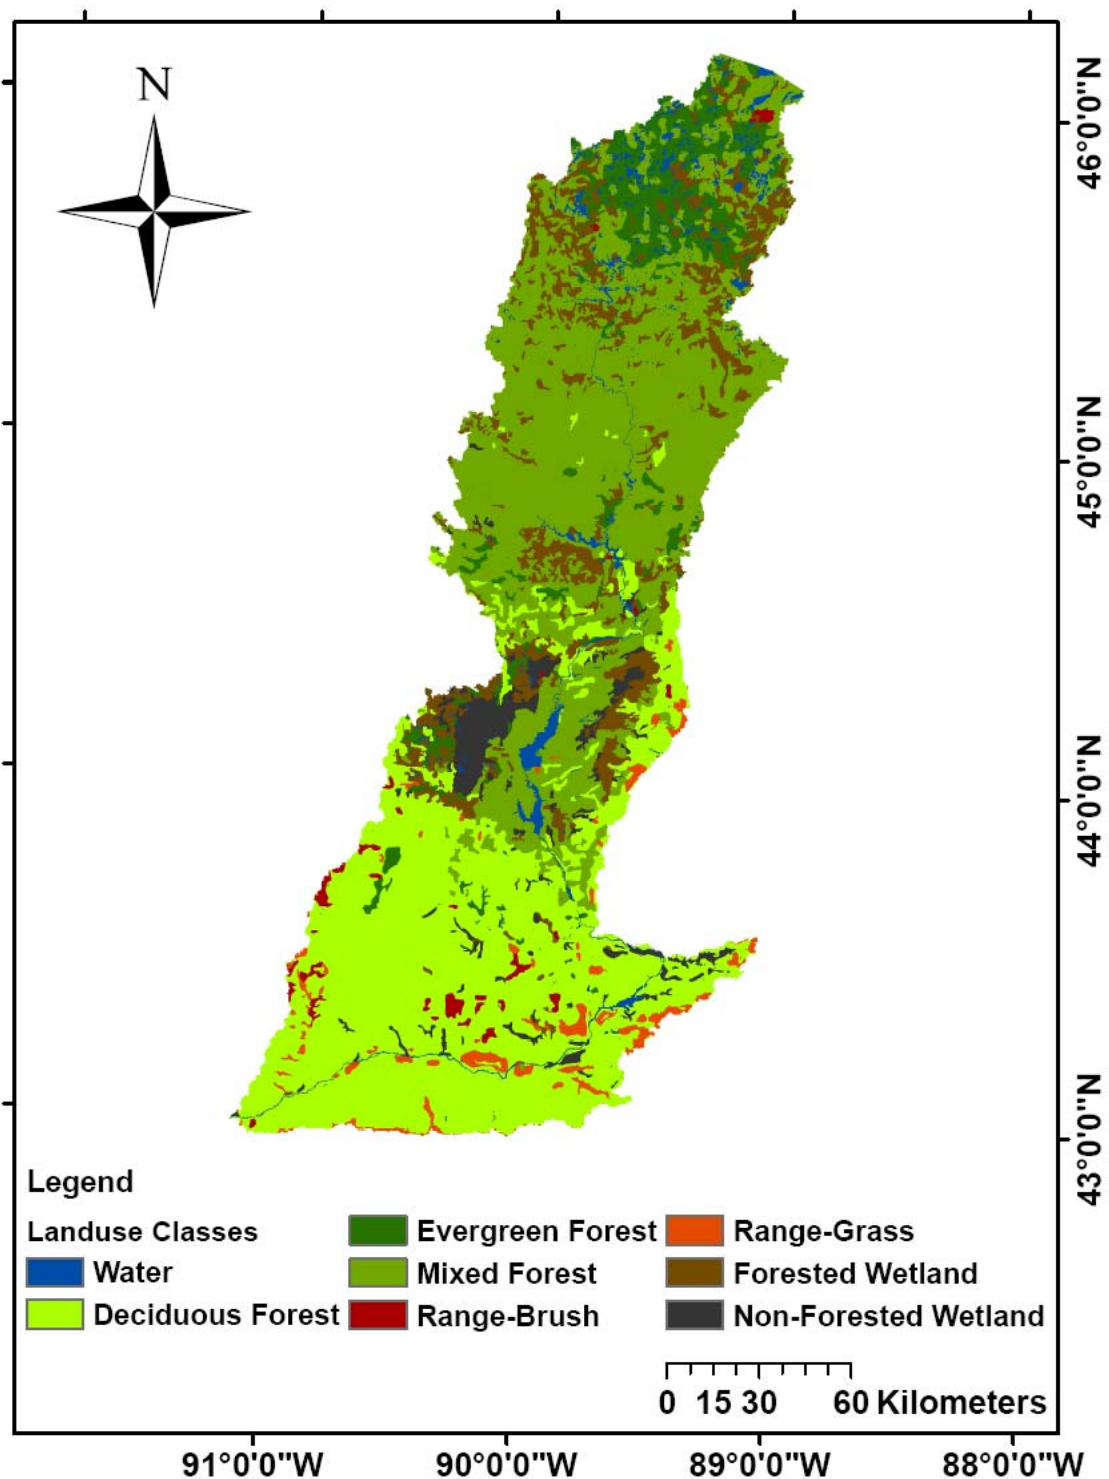 N
46°0'0"N
45°0'0"N
44°0'0"N
43°0'0"N
Legend
Landuse Classes
Water
Deciduous Forest
Evergreen Forest
Mixed Forest
Range-Brush
Range-Grass
Forested Wetland
Non-Forested Wetland
0 15 30 60 Kilometers
91°0'0"W 90°0'0"W 89°0'0"W 88°0'0"W